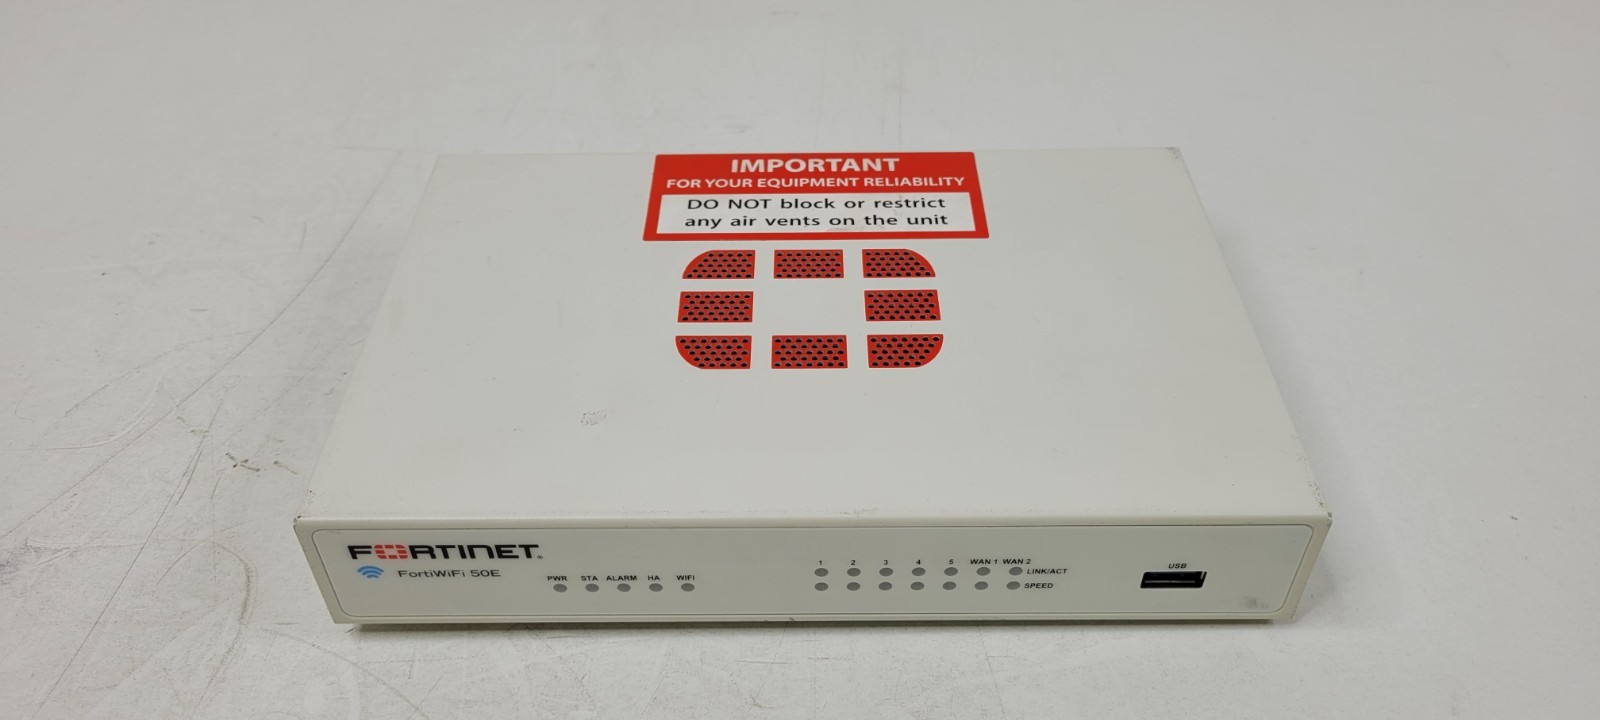 IMPORTANT
FOR YOUR EQUIPMENT RELIABILITY
DO NOT block or restrict
any air vents on the unit
FORTINET
FortiWiFi 50E
PWR STA ALARM HA WIFI
1 2 3 4 5 WAN 1 WAN 2
LINK/ACT
SPEED
USB